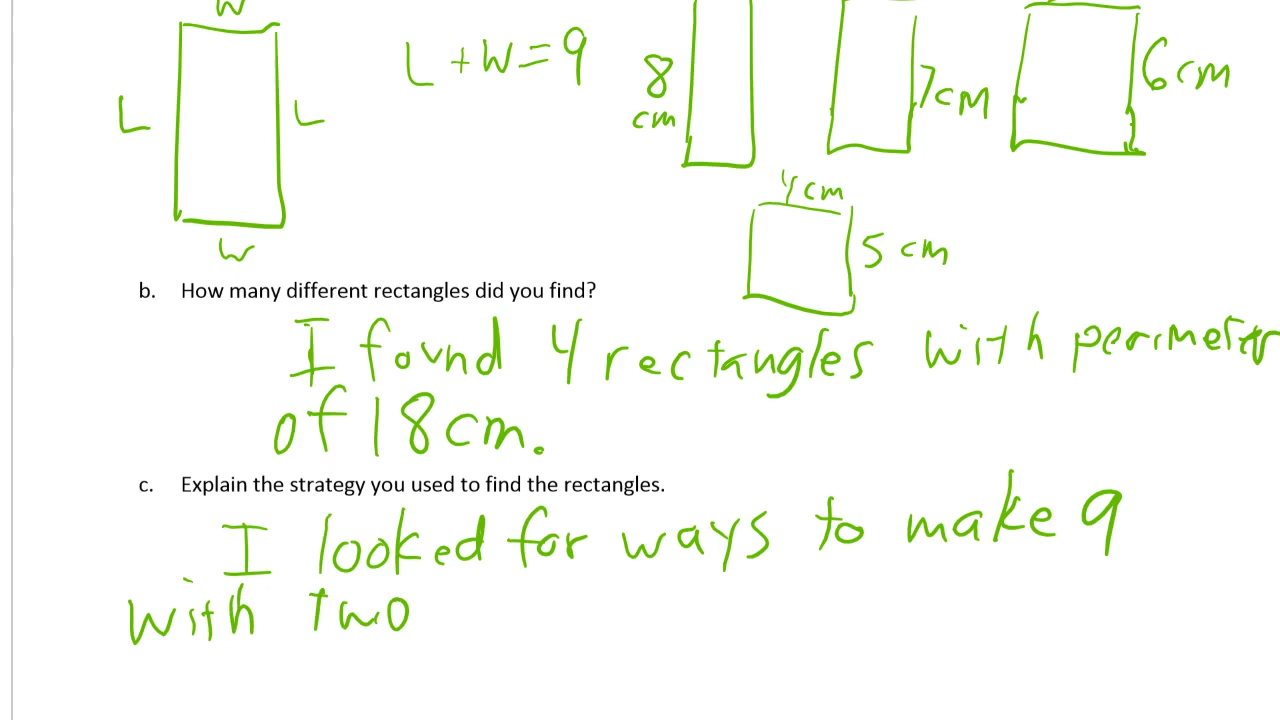 W
L + W = 9
8 cm
7cm
6cm
L
L
W
4cm
5 cm
b. How many different rectangles did you find?
I found 4 rectangles with perimeter
of 18cm.
c. Explain the strategy you used to find the rectangles.
I looked for ways to make 9
with two